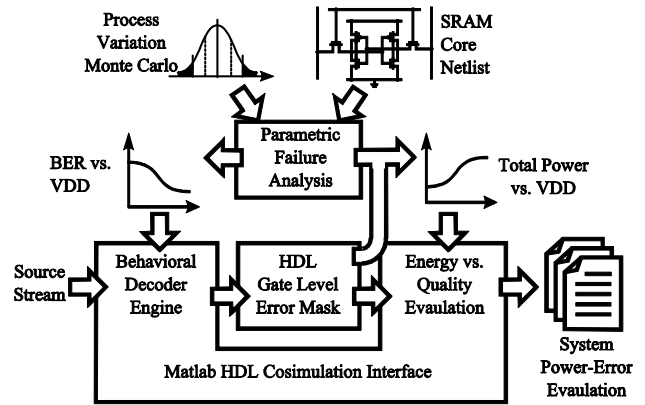 Process
Variation
Monte Carlo
SRAM
Core
Netlist
Parametric
Failure
Analysis
BER vs.
VDD
Total Power
vs. VDD
Source
Stream
Behavioral
Decoder
Engine
HDL
Gate Level
Error Mask
Energy vs.
Quality
Evaulation
Matlab HDL Cosimulation Interface
System
Power-Error
Evaulation